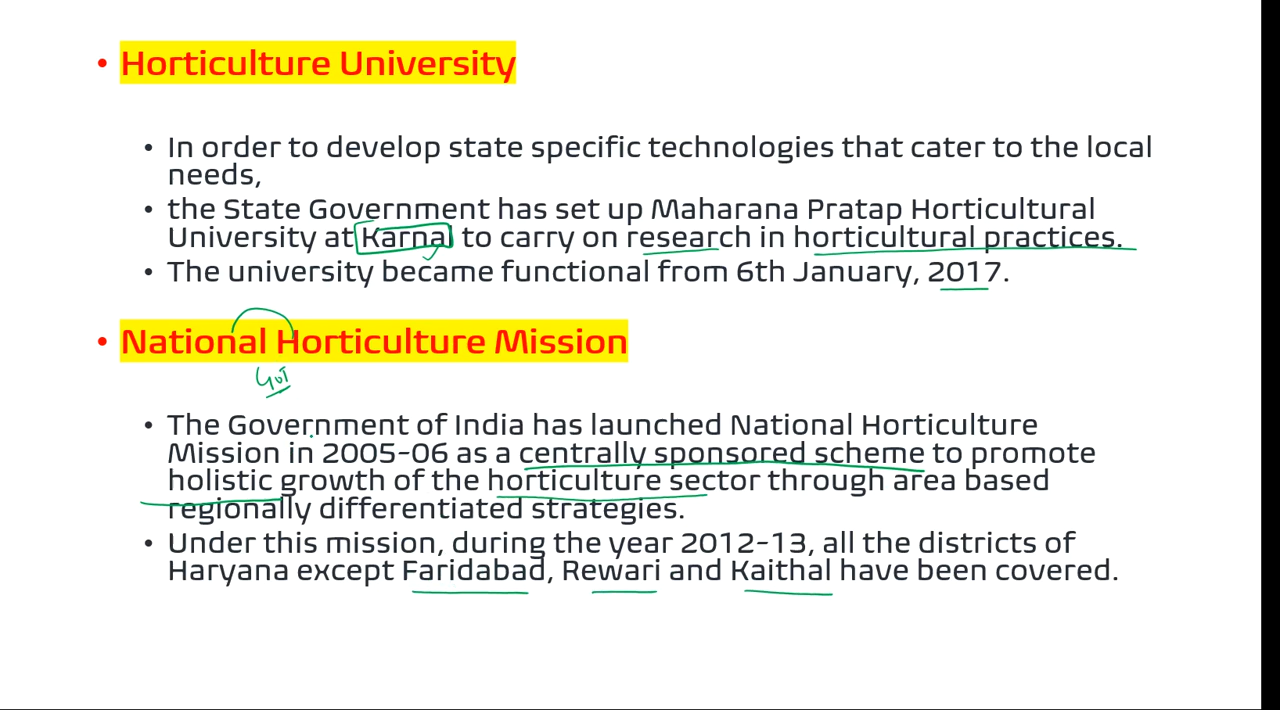 • Horticulture University
• In order to develop state specific technologies that cater to the local
needs,
• the State Government has set up Maharana Pratap Horticultural
University at Karnal to carry on research in horticultural practices.
• The university became functional from 6th January, 2017.
• National Horticulture Mission
GoI
• The Government of India has launched National Horticulture
Mission in 2005-06 as a centrally sponsored scheme to promote
holistic growth of the horticulture sector through area based
regionally differentiated strategies.
• Under this mission, during the year 2012-13, all the districts of
Haryana except Faridabad, Rewari and Kaithal have been covered.